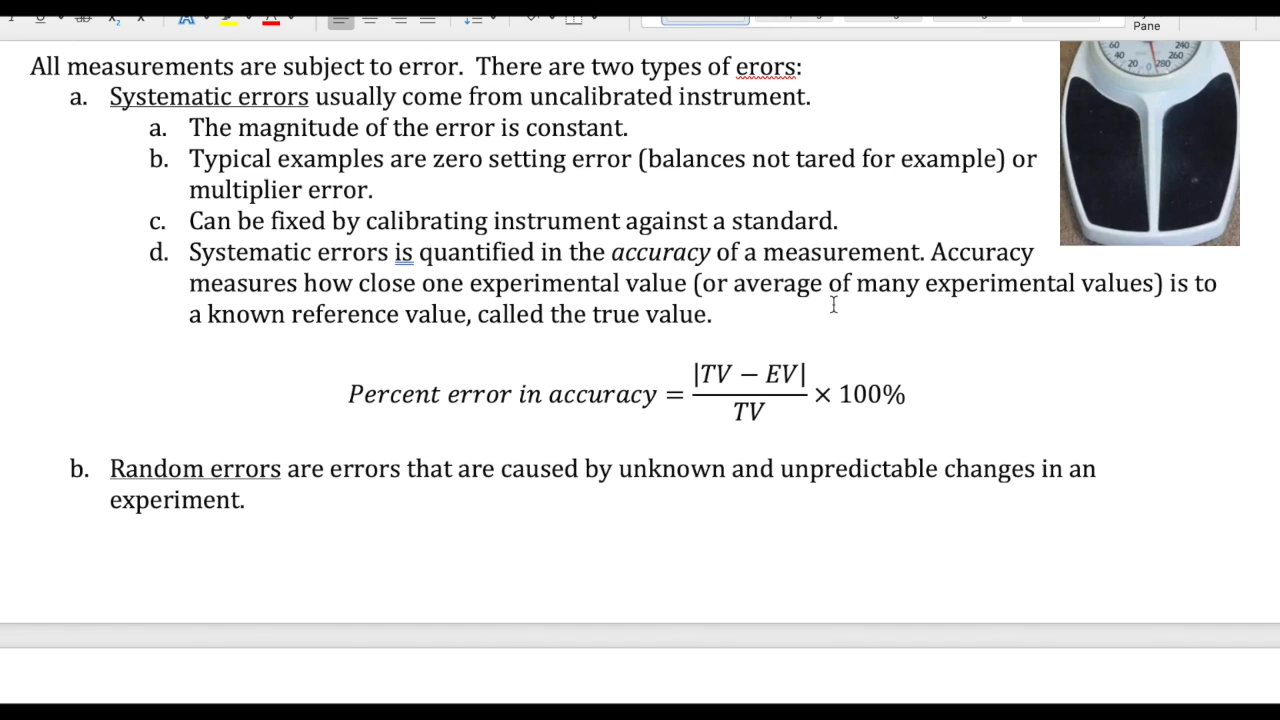 Pane
60 240
40 260
20 0 280
All measurements are subject to error. There are two types of erors:
a. Systematic errors usually come from uncalibrated instrument.
a. The magnitude of the error is constant.
b. Typical examples are zero setting error (balances not tared for example) or
multiplier error.
c. Can be fixed by calibrating instrument against a standard.
d. Systematic errors is quantified in the accuracy of a measurement. Accuracy
measures how close one experimental value (or average of many experimental values) is to
a known reference value, called the true value.
Percent error in accuracy = |TV − EV| / TV × 100%
b. Random errors are errors that are caused by unknown and unpredictable changes in an
experiment.